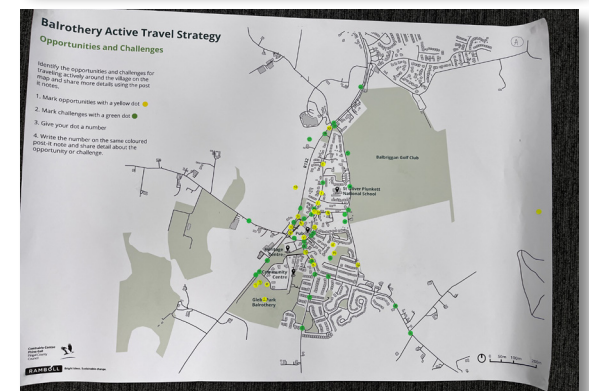 Balrothery Active Travel Strategy
Opportunities and Challenges
A
Identify the opportunities and challenges for
traveling actively around the village on the
map and share more details using the post
it notes.
1. Mark opportunities with a yellow dot
2. Mark challenges with a green dot
3. Give your dot a number
4. Write the number on the same coloured
post-it note and share detail about the
opportunity or challenge.
Balbriggan Golf Club
St Oliver Plunkett
National School
Centre
Community
Centre
Balrothery
RAMBOLL